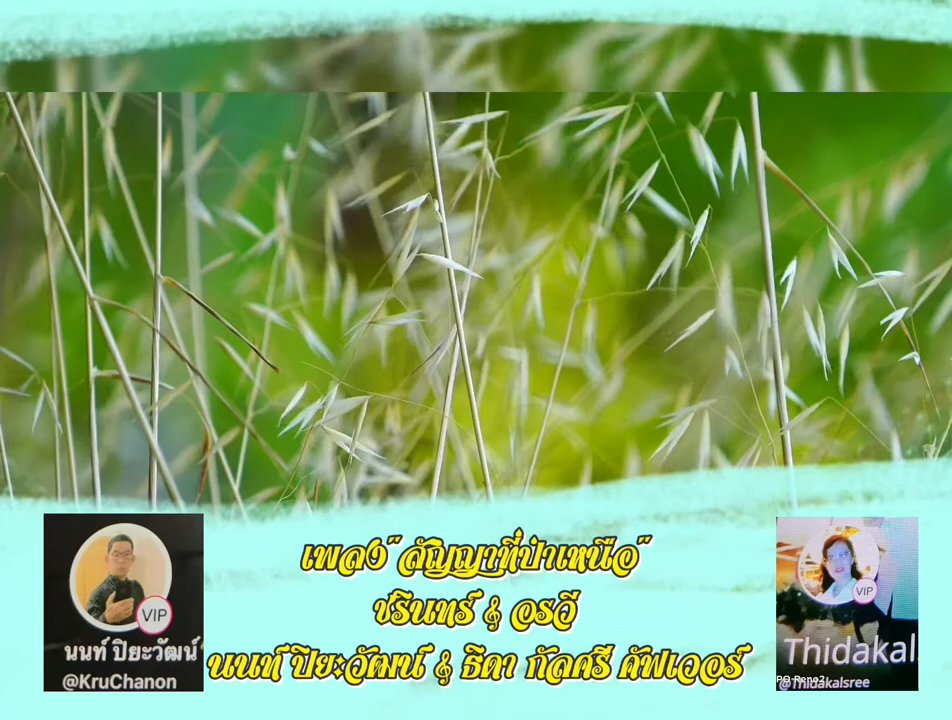 เพลง"สัญญาที่ป่าเหนือ"
ชรินทร์ & อรวี
นนท์ ปิยะวัฒน์ & ธิดา กัลศรี คัฟเวอร์
VIP
นนท์ ปิยะวัฒน์
@KruChanon
VIP
Thidakal
PO Reno2
@Thidakalsree